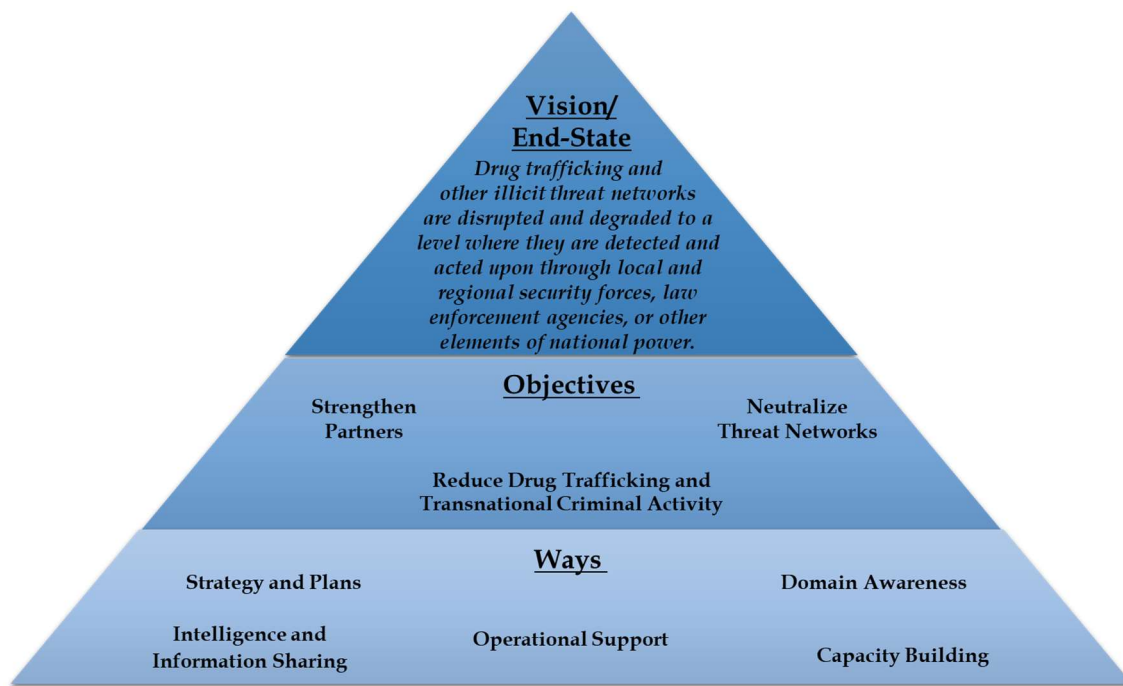 Vision/
End-State
Drug trafficking and
other illicit threat networks
are disrupted and degraded to a
level where they are detected and
acted upon through local and
regional security forces, law
enforcement agencies, or other
elements of national power.
Objectives
Strengthen
Partners
Neutralize
Threat Networks
Reduce Drug Trafficking and
Transnational Criminal Activity
Ways
Strategy and Plans
Domain Awareness
Intelligence and
Information Sharing
Operational Support
Capacity Building